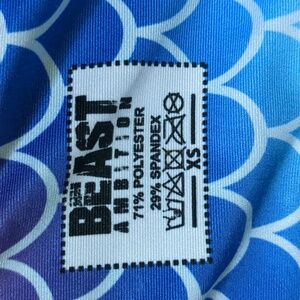 BEAST
AMBITION
71% POLYESTER
29% SPANDEX
XS